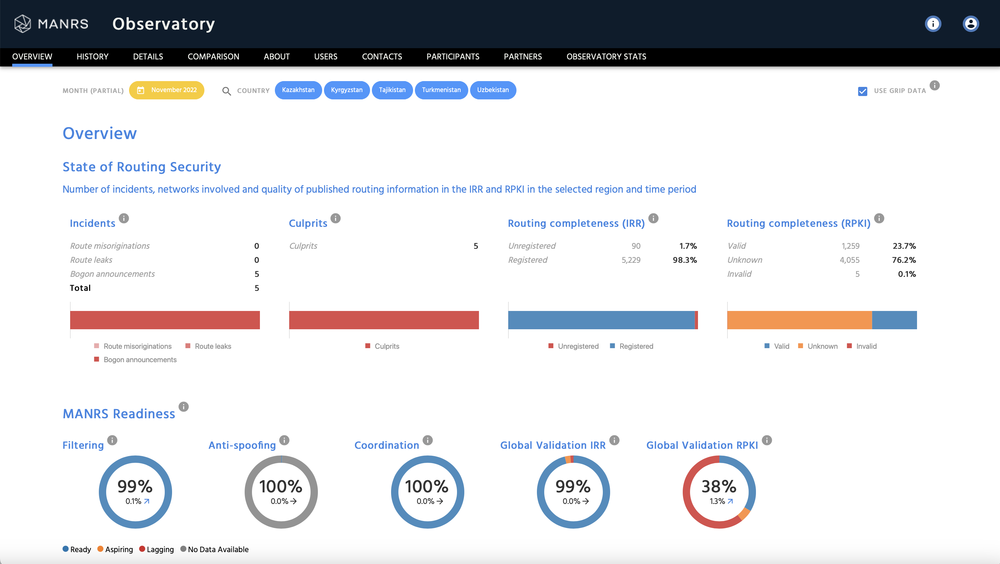 MANRS Observatory
OVERVIEW HISTORY DETAILS COMPARISON ABOUT USERS CONTACTS PARTICIPANTS PARTNERS OBSERVATORY STATS
MONTH (PARTIAL) November 2022 COUNTRY Kazakhstan Kyrgyzstan Tajikistan Turkmenistan Uzbekistan USE GRIP DATA
Overview
State of Routing Security
Number of incidents, networks involved and quality of published routing information in the IRR and RPKI in the selected region and time period
Incidents
Route misoriginations 0
Route leaks 0
Bogon announcements 5
Total 5
Route misoriginations Route leaks
Bogon announcements
Culprits
Culprits 5
Culprits
Routing completeness (IRR)
Unregistered 90 1.7%
Registered 5,229 98.3%
Unregistered Registered
Routing completeness (RPKI)
Valid 1,259 23.7%
Unknown 4,055 76.2%
Invalid 5 0.1%
Valid Unknown Invalid
MANRS Readiness
Filtering
99%
0.1%
Anti-spoofing
100%
0.0%
Coordination
100%
0.0%
Global Validation IRR
99%
0.0%
Global Validation RPKI
38%
1.3%
Ready Aspiring Lagging No Data Available